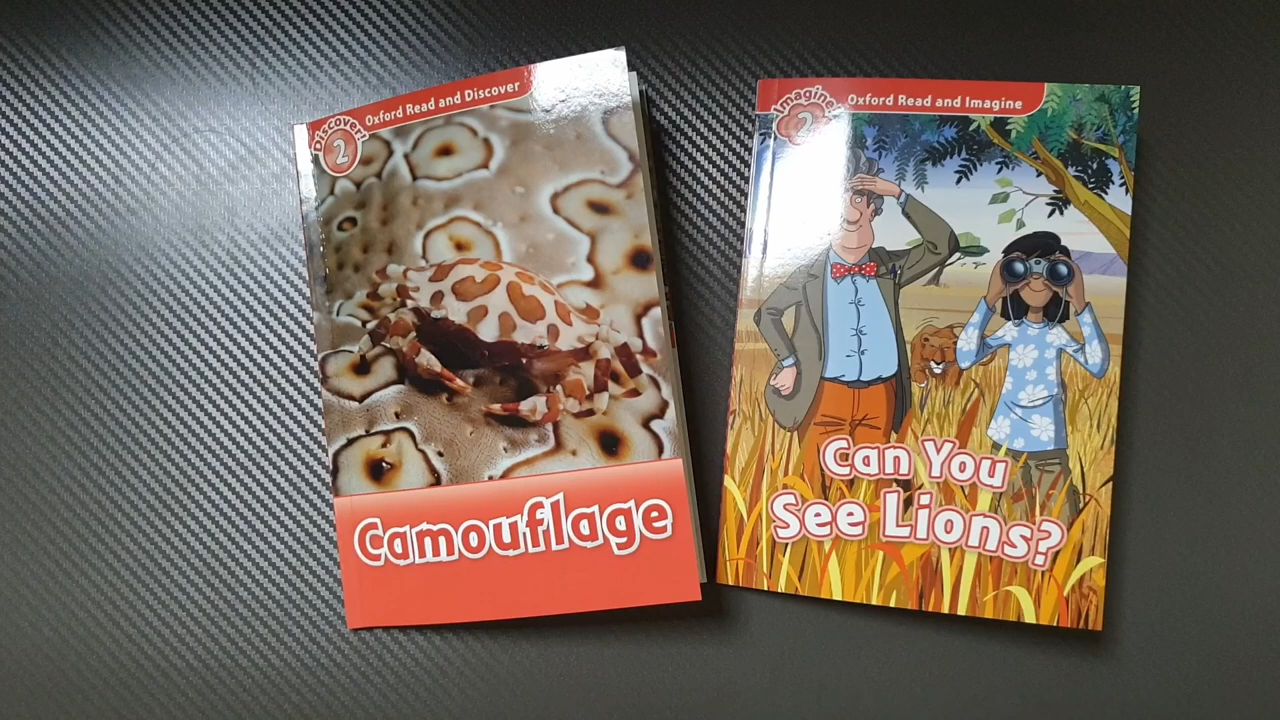 Oxford Read and Discover
Discover!
2
Camouflage
Oxford Read and Imagine
Imagine!
2
Can You
See Lions?